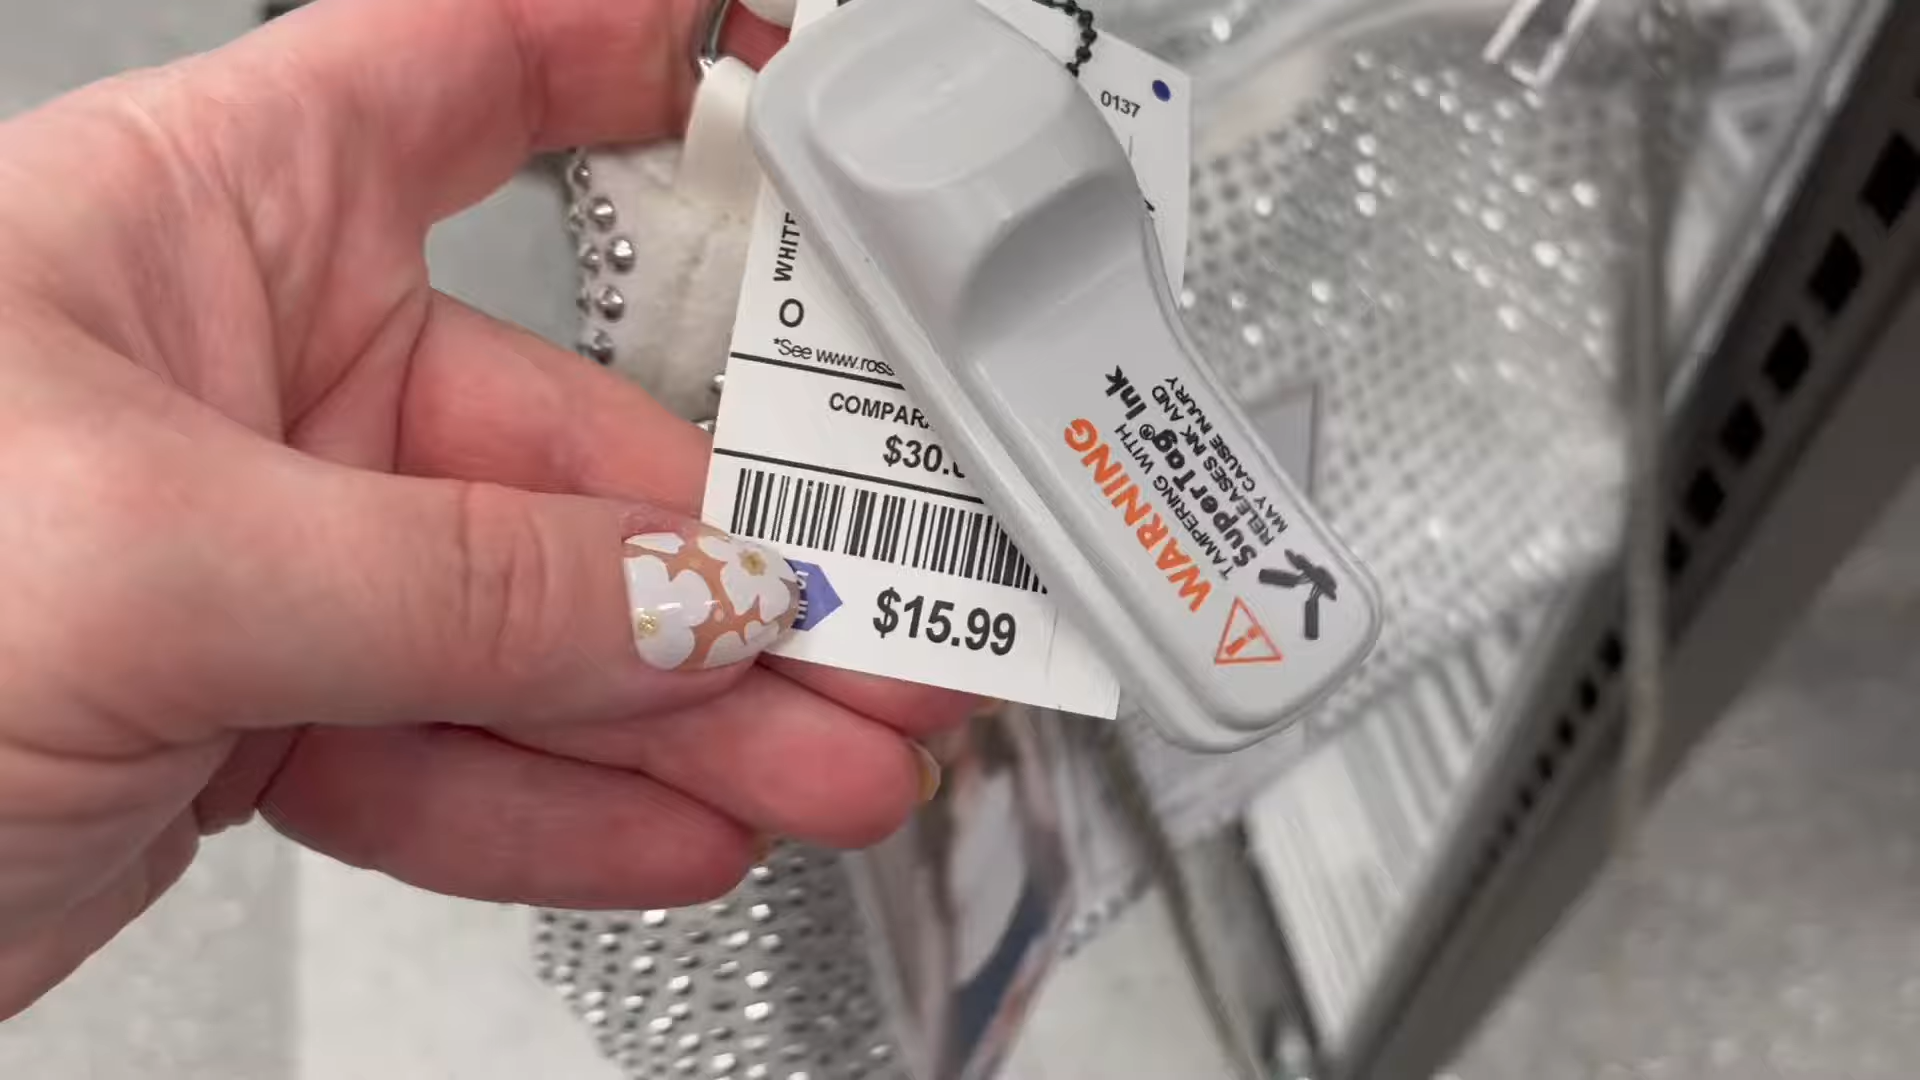 0137
WHITE
O
*See www.ross
COMPAR
$30.
$15.99
WARNING
TAMPERING WITH
SuperTag® Ink
RELEASES INK AND
MAY CAUSE INJURY